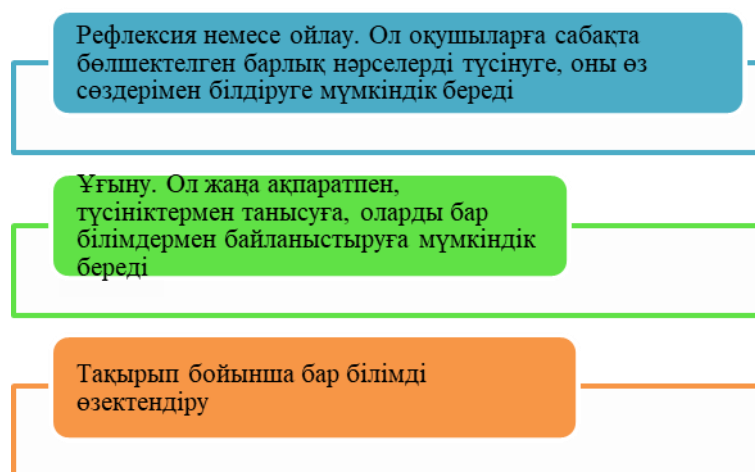 Рефлексия немесе ойлау. Ол оқушыларға сабақта
бөлшектелген барлық нәрселерді түсінуге, оны өз
сөздерімен білдіруге мүмкіндік береді
Ұғыну. Ол жаңа ақпаратпен,
түсініктермен танысуға, оларды бар
білімдермен байланыстыруға мүмкіндік
береді
Тақырып бойынша бар білімді
өзектендіру